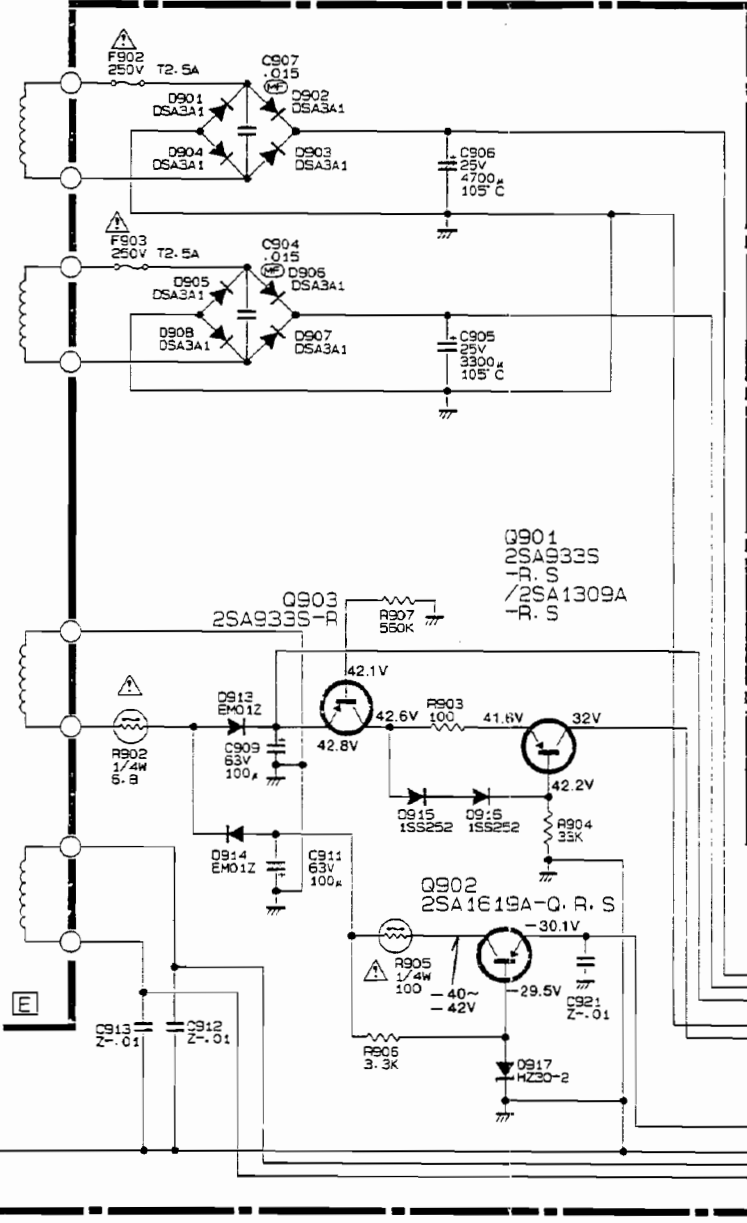 F902
250V T2.5A
C907
.015
MF
D901
DSA3A1
D902
DSA3A1
D904
DSA3A1
D903
DSA3A1
C906
25V
4700μ
105°C
F903
250V T2.5A
C904
.015
MF
D905
DSA3A1
D906
DSA3A1
D908
DSA3A1
D907
DSA3A1
C905
25V
3300μ
105°C
Q901
2SA933S
-R.S
/2SA1309A
-R.S
Q903
2SA933S-R
R907
560K
42.1V
D913
EM01Z
42.6V
R903
100
41.6V
32V
R902
1/4W
6.8
C909
63V
100μ
42.8V
42.2V
D915
1SS252
D916
1SS252
R904
33K
D914
EM01Z
C911
63V
100μ
Q902
2SA1619A-Q.R.S
-30.1V
R905
1/4W
100
-40~
-42V
-29.5V
C921
Z-.01
E
C913
Z-.01
C912
Z-.01
R906
3.3K
D917
HZ30-2